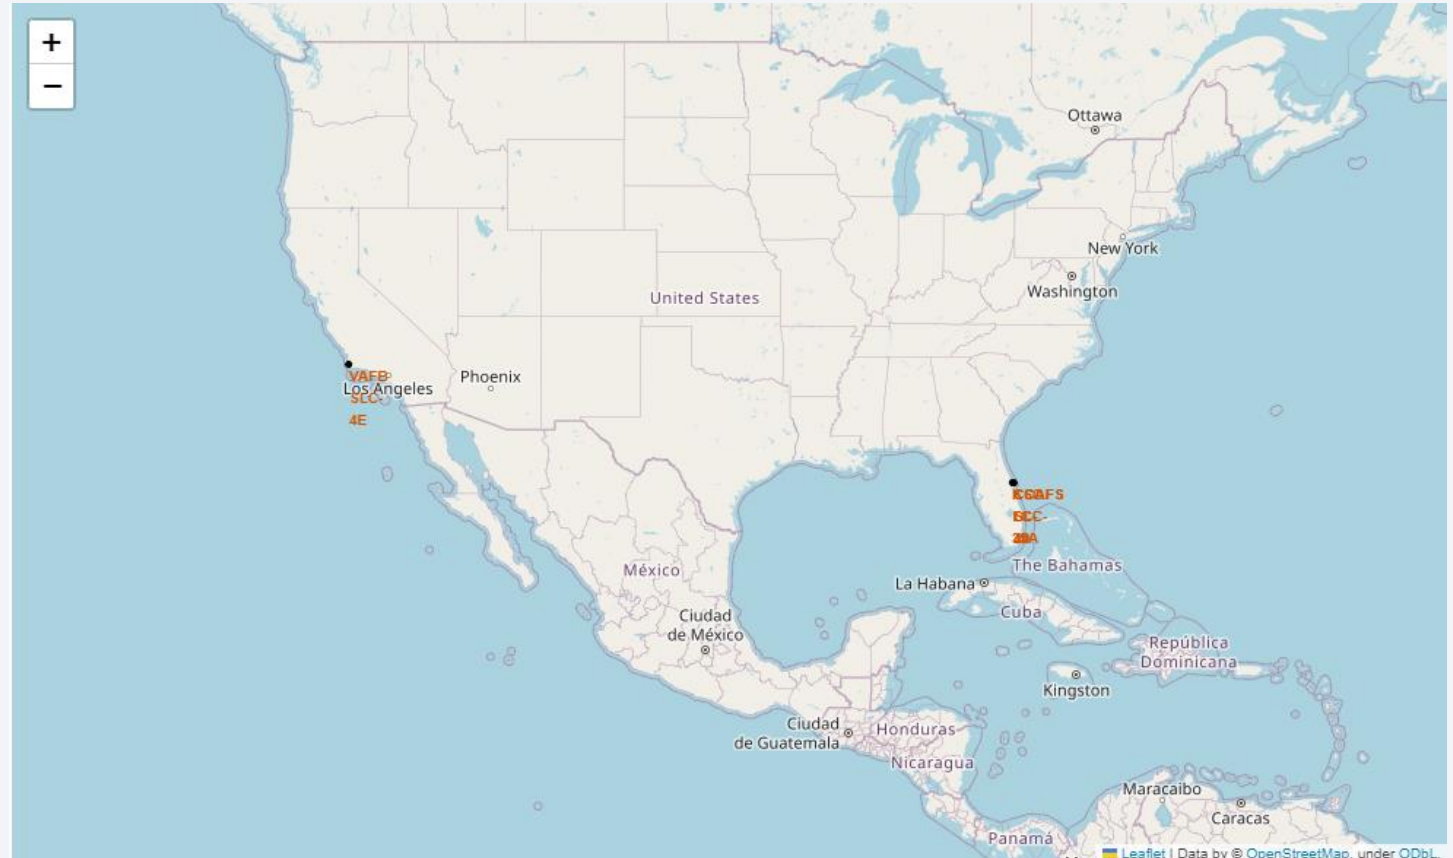 +
−
Ottawa
New York
Washington
United States
VAFB
Los Angeles
SLC-
4E
Phoenix
México
The Bahamas
La Habana
Cuba
Ciudad
de México
República
Dominicana
Kingston
Ciudad
de Guatemala
Honduras
Nicaragua
Maracaibo
Caracas
Panamá
Leaflet | Data by © OpenStreetMap, under ODbL.